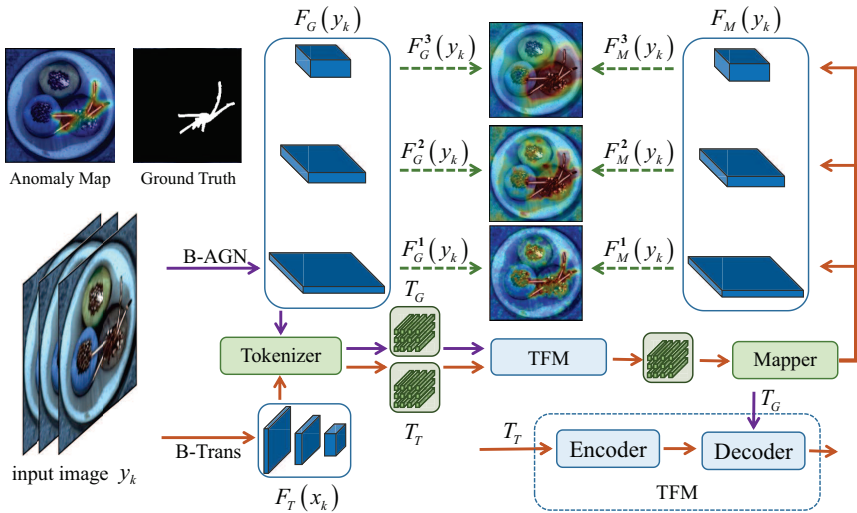 F_G(y_k)
F_M(y_k)
F_G^3(y_k)
F_M^3(y_k)
F_G^2(y_k)
F_M^2(y_k)
Anomaly Map
Ground Truth
B-AGN
F_G^1(y_k)
F_M^1(y_k)
T_G
Tokenizer
TFM
Mapper
T_T
T_G
B-Trans
T_T
Encoder
Decoder
input image y_k
F_T(x_k)
TFM